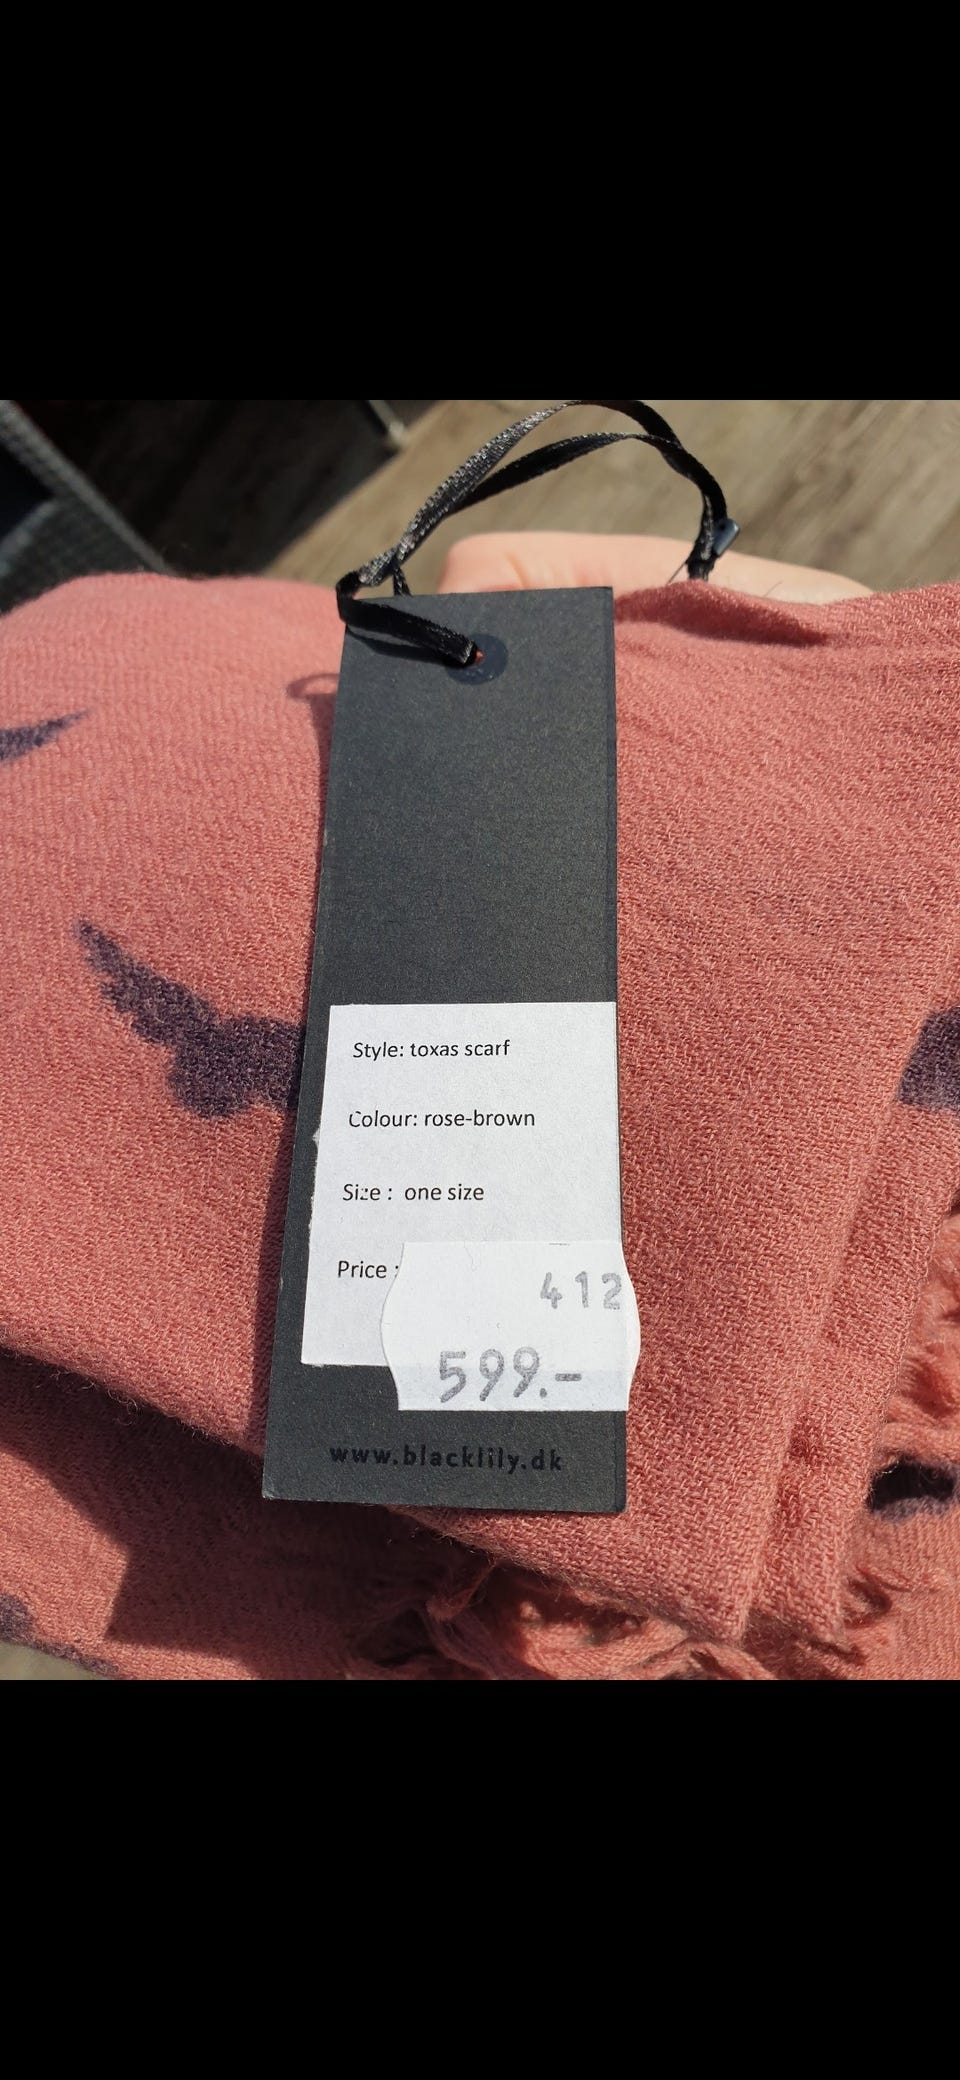 Style: toxas scarf
Colour: rose-brown
Size : one size
Price :
412
599.-
www.blacklily.dk